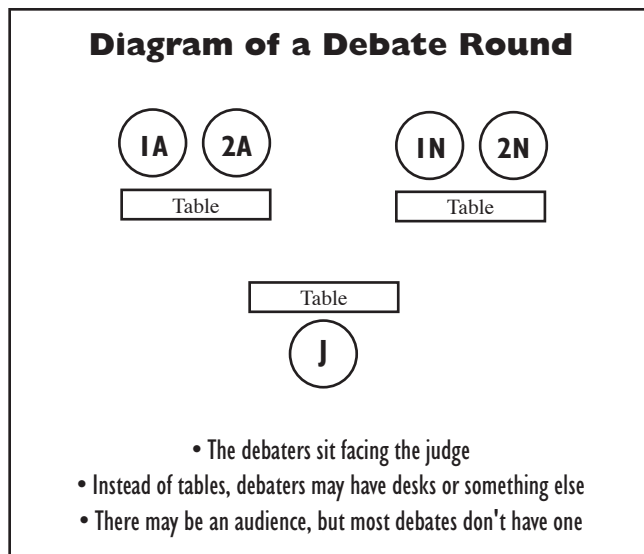 Diagram of a Debate Round
1A 2A 1N 2N
Table Table
Table
J
• The debaters sit facing the judge
• Instead of tables, debaters may have desks or something else
• There may be an audience, but most debates don't have one